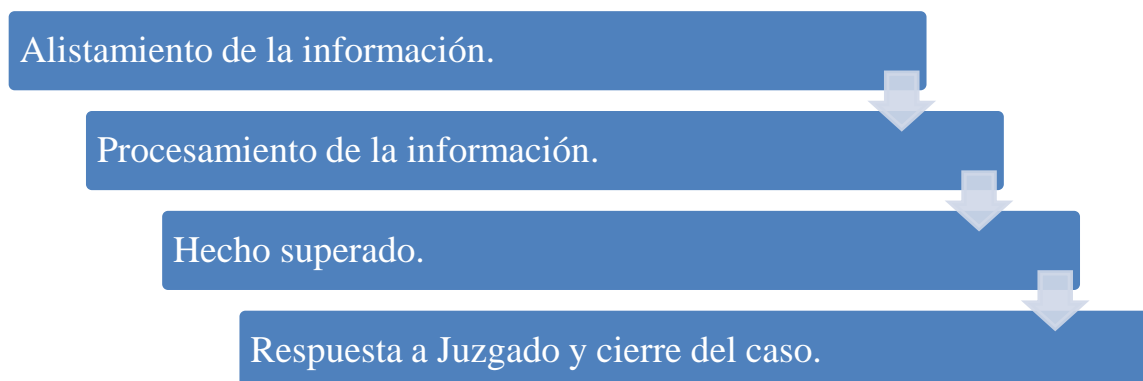 Alistamiento de la información.
Procesamiento de la información.
Hecho superado.
Respuesta a Juzgado y cierre del caso.